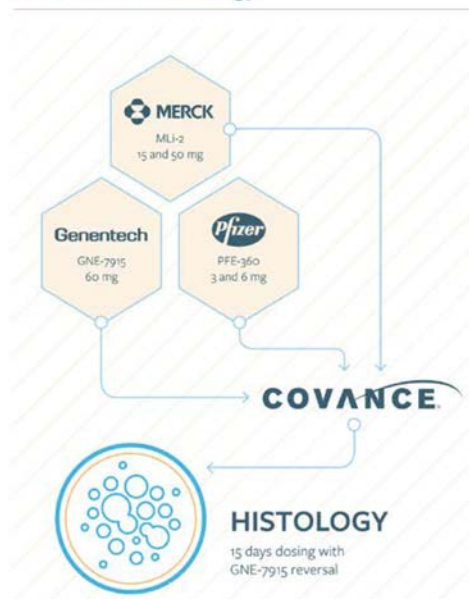 MERCK
MLi-2
15 and 50 mg
Genentech
GNE-7915
60 mg
Pfizer
PFE-360
3 and 6 mg
COVANCE
HISTOLOGY
15 days dosing with
GNE-7915 reversal